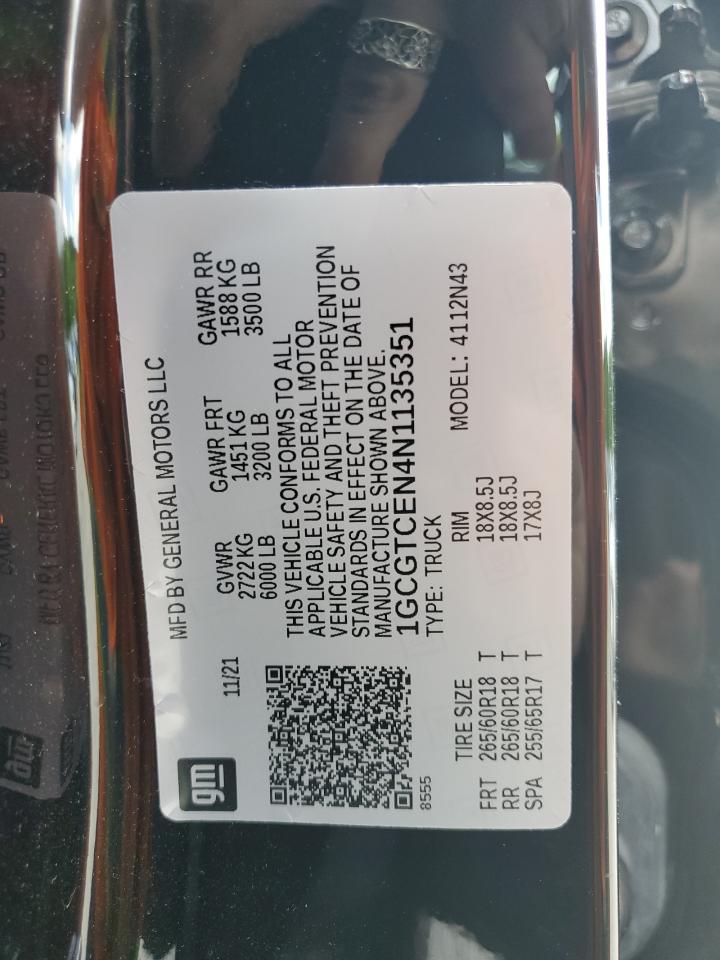 gm
11/21
MFD BY GENERAL MOTORS LLC
GVWR GAWR FRT GAWR RR
2722 KG 1451 KG 1588 KG
6000 LB 3200 LB 3500 LB
THIS VEHICLE CONFORMS TO ALL
APPLICABLE U.S. FEDERAL MOTOR
VEHICLE SAFETY AND THEFT PREVENTION
STANDARDS IN EFFECT ON THE DATE OF
MANUFACTURE SHOWN ABOVE.
1GCGTCEN4N1135351
8555
TYPE: TRUCK MODEL: 4112N43
TIRE SIZE RIM
FRT 265/60R18 T 18X8.5J
RR 265/60R18 T 18X8.5J
SPA 255/65R17 T 17X8J